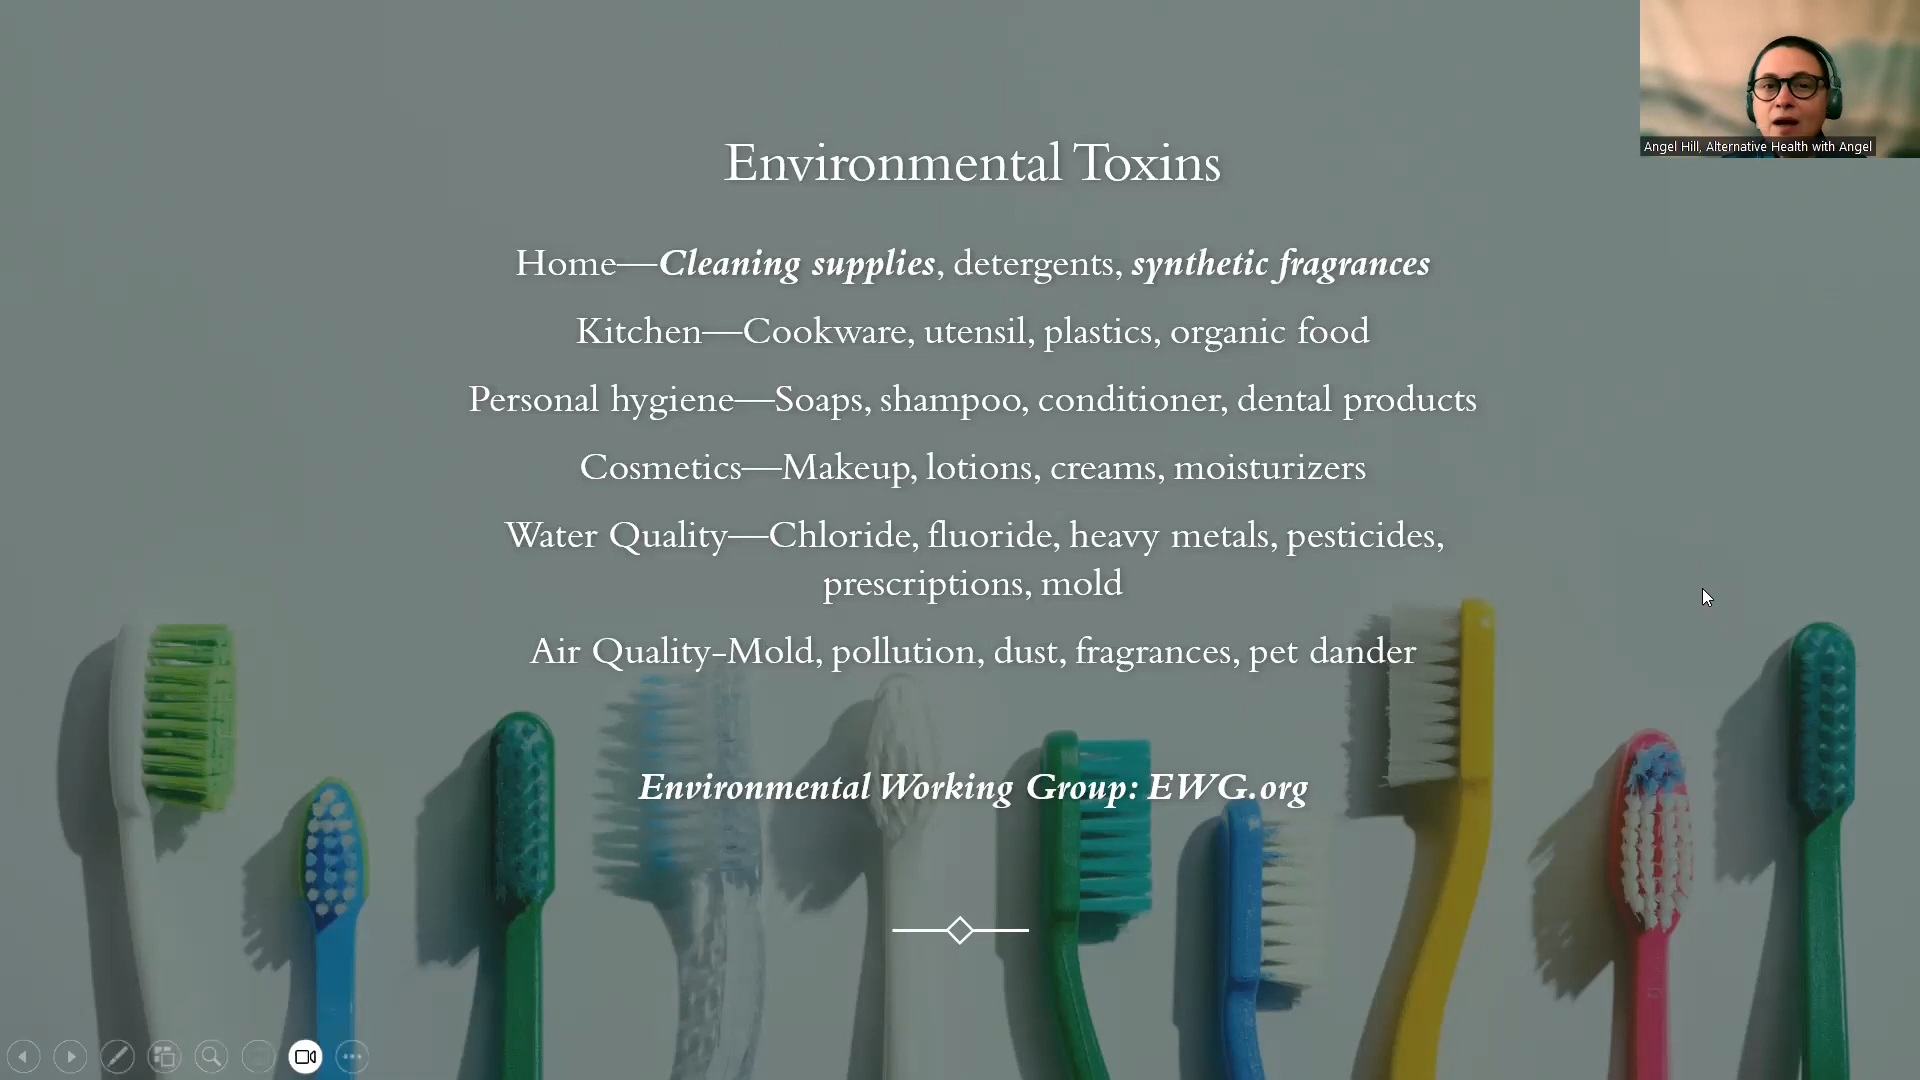 Angel Hill, Alternative Health with Angel
Environmental Toxins
Home—Cleaning supplies, detergents, synthetic fragrances
Kitchen—Cookware, utensil, plastics, organic food
Personal hygiene—Soaps, shampoo, conditioner, dental products
Cosmetics—Makeup, lotions, creams, moisturizers
Water Quality—Chloride, fluoride, heavy metals, pesticides,
prescriptions, mold
Air Quality-Mold, pollution, dust, fragrances, pet dander
Environmental Working Group: EWG.org